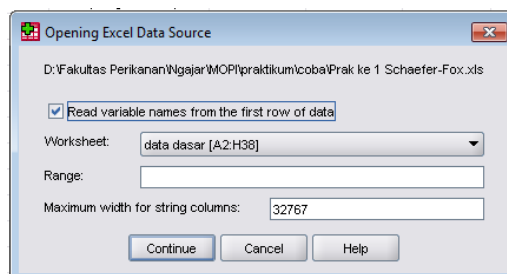 Opening Excel Data Source
D:\Fakultas Perikanan\Ngajar\MOPI\praktikum\coba\Prak ke 1 Schaefer-Fox.xls
Read variable names from the first row of data
Worksheet: data dasar [A2:H38]
Range:
Maximum width for string columns: 32767
Continue Cancel Help